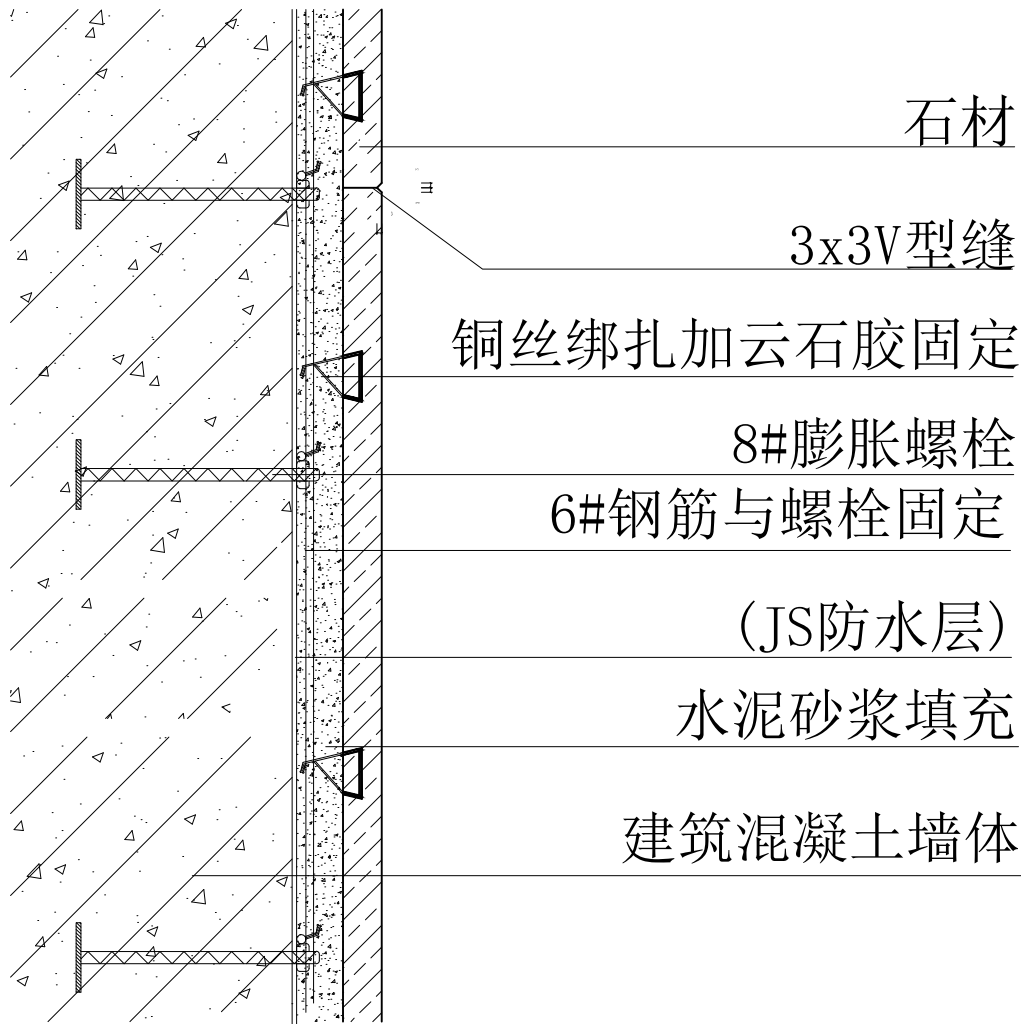 石材
3x3V型缝
铜丝绑扎加云石胶固定
8#膨胀螺栓
6#钢筋与螺栓固定
(JS防水层)
水泥砂浆填充
建筑混凝土墙体